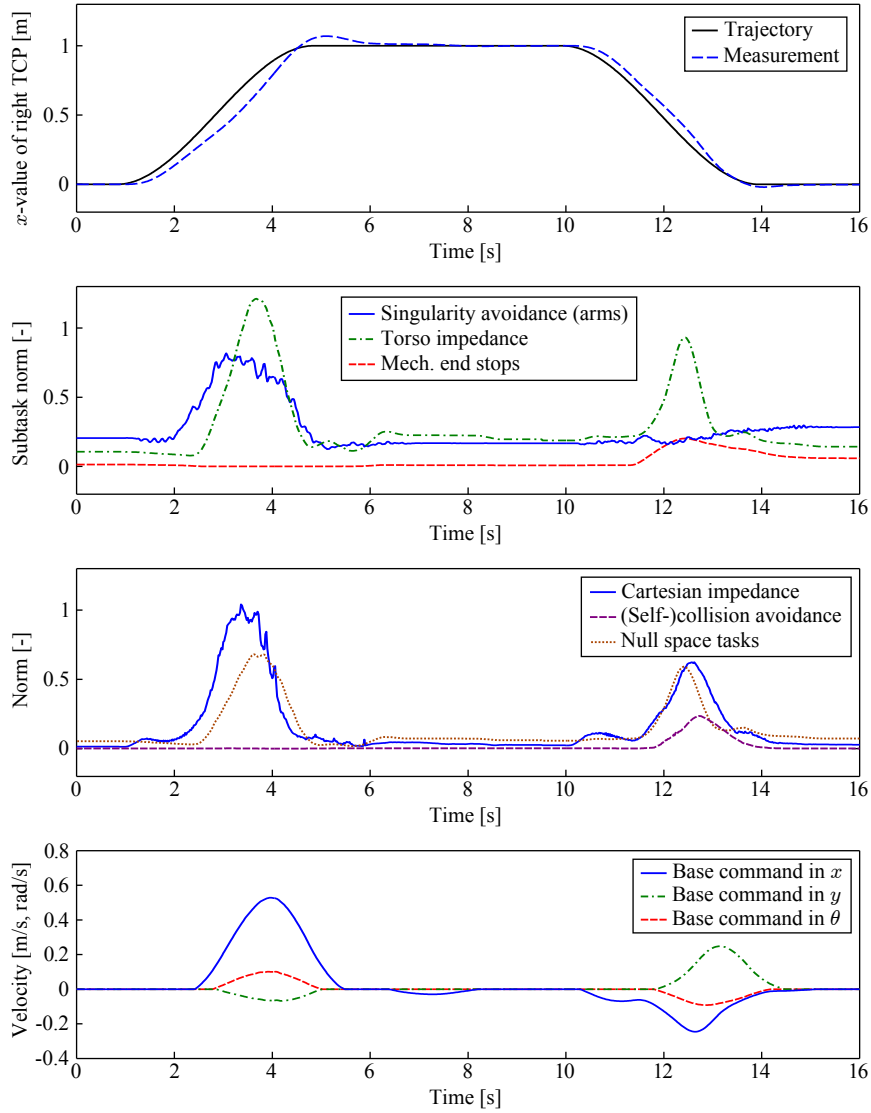 x-value of right TCP [m]
1
0.5
0
Trajectory
Measurement
0 2 4 6 8 10 12 14 16
Time [s]
Subtask norm [-]
1
0.5
0
Singularity avoidance (arms)
Torso impedance
Mech. end stops
0 2 4 6 8 10 12 14 16
Time [s]
Norm [-]
1
0.5
0
Cartesian impedance
(Self-)collision avoidance
Null space tasks
0 2 4 6 8 10 12 14 16
Time [s]
Velocity [m/s, rad/s]
0.8
0.6
0.4
0.2
0
-0.2
-0.4
Base command in x
Base command in y
Base command in θ
0 2 4 6 8 10 12 14 16
Time [s]